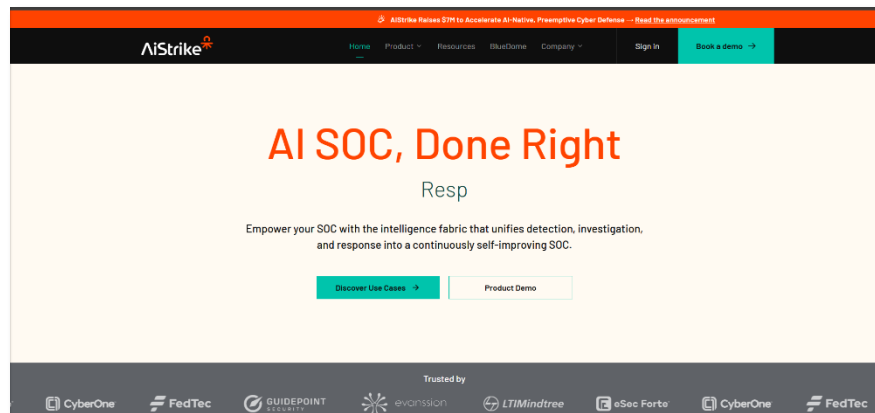 AiStrike Raises $7M to Accelerate AI-Native, Preemptive Cyber Defense — Read the announcement
AiStrike
Home Product Resources BlueDome Company Sign In Book a demo →
AI SOC, Done Right
Resp
Empower your SOC with the intelligence fabric that unifies detection, investigation,
and response into a continuously self-improving SOC.
Discover Use Cases → Product Demo
Trusted by
CyberOne FedTec GUIDEPOINT SECURITY evanssion LTIMindtree eSec Forte CyberOne FedTec